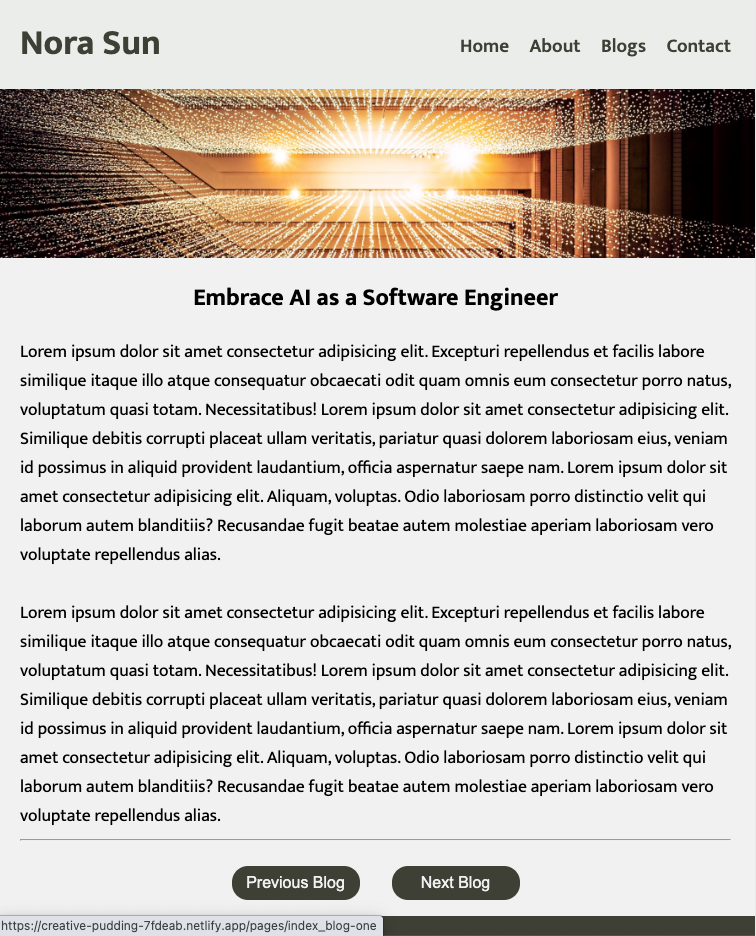 Nora Sun
Home About Blogs Contact
Embrace AI as a Software Engineer
Lorem ipsum dolor sit amet consectetur adipisicing elit. Excepturi repellendus et facilis labore
similique itaque illo atque consequatur obcaecati odit quam omnis eum consectetur porro natus,
voluptatum quasi totam. Necessitatibus! Lorem ipsum dolor sit amet consectetur adipisicing elit.
Similique debitis corrupti placeat ullam veritatis, pariatur quasi dolorem laboriosam eius, veniam
id possimus in aliquid provident laudantium, officia aspernatur saepe nam. Lorem ipsum dolor sit
amet consectetur adipisicing elit. Aliquam, voluptas. Odio laboriosam porro distinctio velit qui
laborum autem blanditiis? Recusandae fugit beatae autem molestiae aperiam laboriosam vero
voluptate repellendus alias.
Lorem ipsum dolor sit amet consectetur adipisicing elit. Excepturi repellendus et facilis labore
similique itaque illo atque consequatur obcaecati odit quam omnis eum consectetur porro natus,
voluptatum quasi totam. Necessitatibus! Lorem ipsum dolor sit amet consectetur adipisicing elit.
Similique debitis corrupti placeat ullam veritatis, pariatur quasi dolorem laboriosam eius, veniam
id possimus in aliquid provident laudantium, officia aspernatur saepe nam. Lorem ipsum dolor sit
amet consectetur adipisicing elit. Aliquam, voluptas. Odio laboriosam porro distinctio velit qui
laborum autem blanditiis? Recusandae fugit beatae autem molestiae aperiam laboriosam vero
voluptate repellendus alias.
Previous Blog Next Blog
https://creative-pudding-7fdeab.netlify.app/pages/index_blog-one